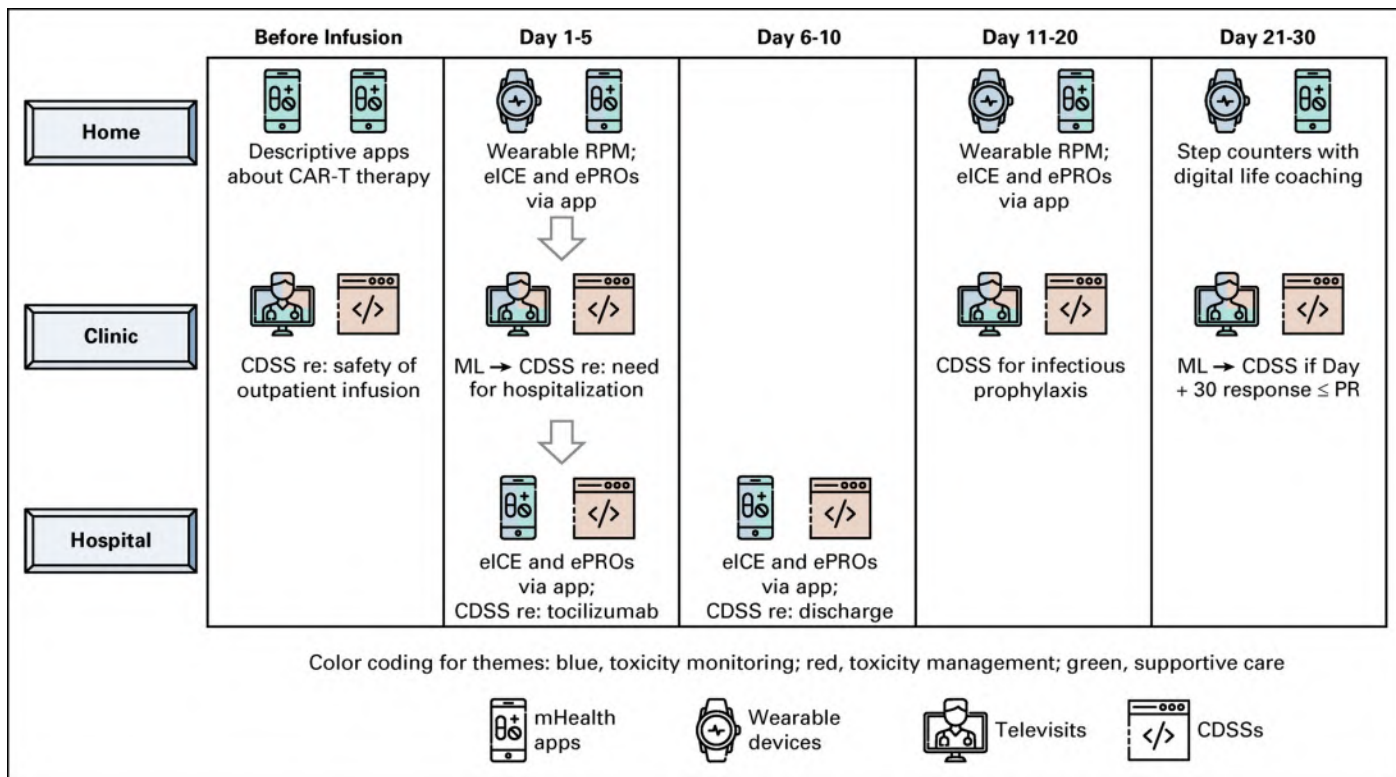 Before Infusion
Day 1-5
Day 6-10
Day 11-20
Day 21-30
Home
Descriptive apps
about CAR-T therapy
Wearable RPM;
eICE and ePROs
via app
Wearable RPM;
eICE and ePROs
via app
Step counters with
digital life coaching
Clinic
</>
CDSS re: safety of
outpatient infusion
</>
ML → CDSS re: need
for hospitalization
</>
CDSS for infectious
prophylaxis
</>
ML → CDSS if Day
+ 30 response ≤ PR
Hospital
</>
eICE and ePROs
via app;
CDSS re: tocilizumab
</>
eICE and ePROs
via app;
CDSS re: discharge
Color coding for themes: blue, toxicity monitoring; red, toxicity management; green, supportive care
mHealth
apps
Wearable
devices
Televisits
</>
CDSSs